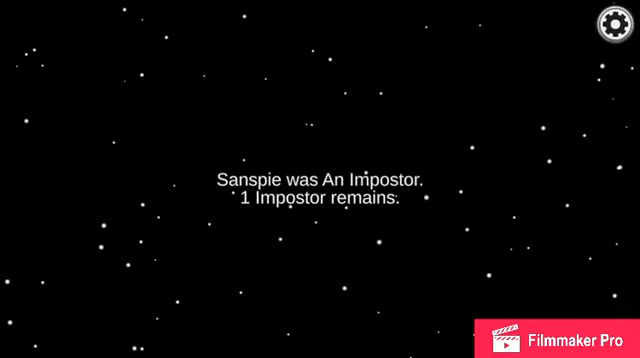 Sanspie was An Impostor.
1 Impostor remains.
Filmmaker Pro